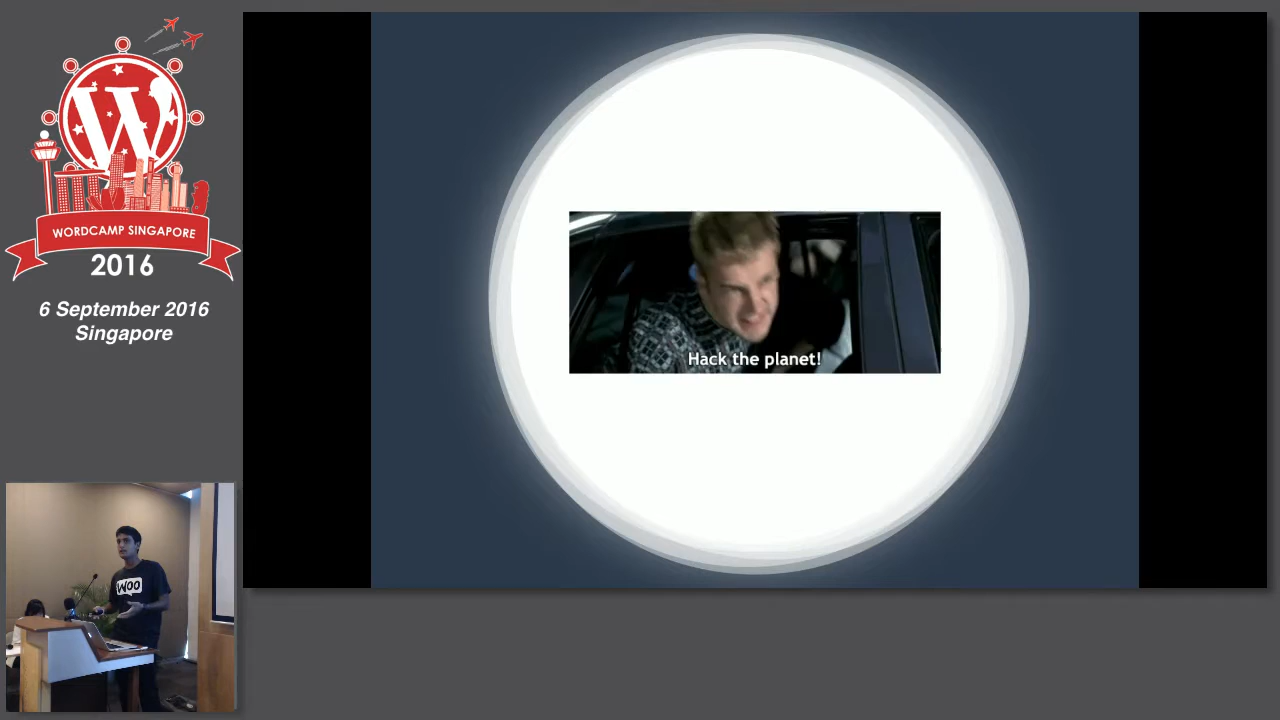 W
WORDCAMP SINGAPORE
2016
6 September 2016
Singapore
Hack the planet!
WOO